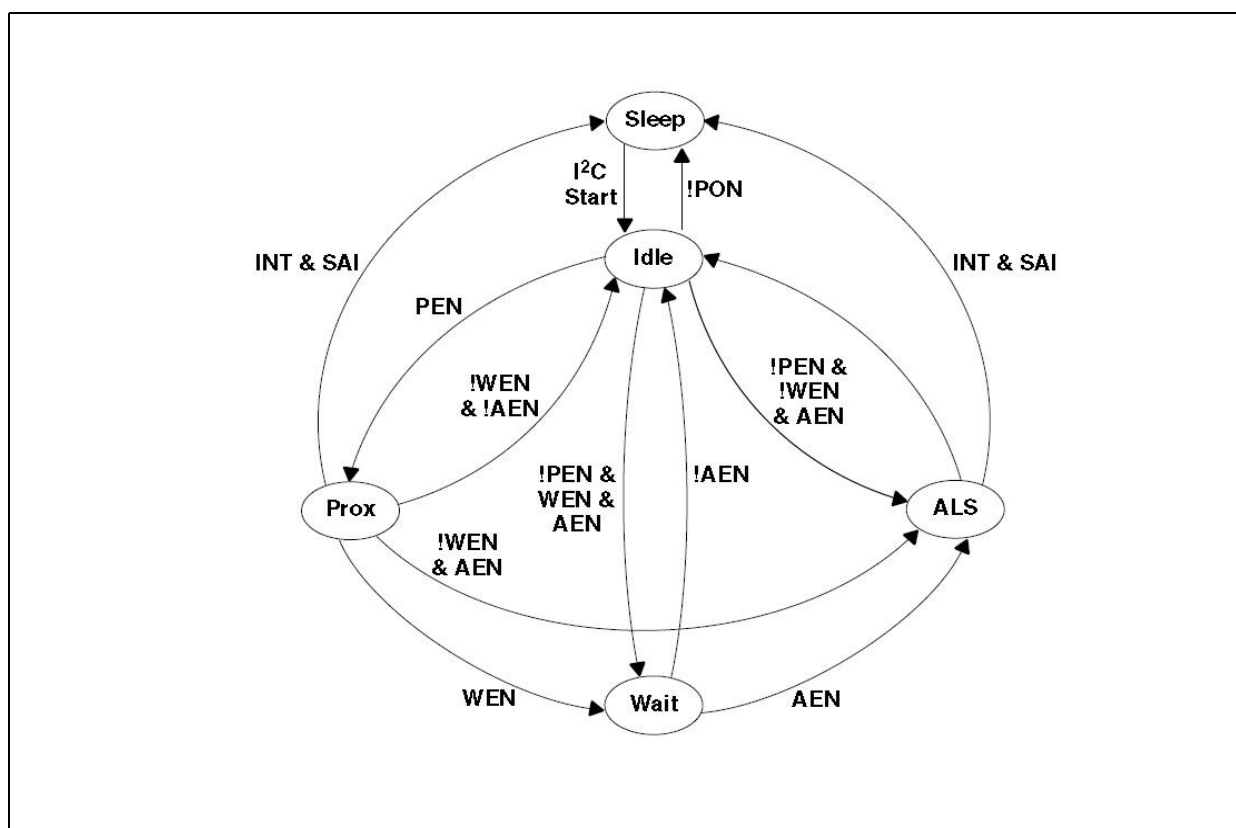 Sleep
I²C
Start
!PON
Idle
INT & SAI
INT & SAI
PEN
!WEN
& !AEN
!PEN &
!WEN
& AEN
!PEN &
WEN &
AEN
!AEN
Prox
ALS
!WEN
& AEN
WEN
Wait
AEN